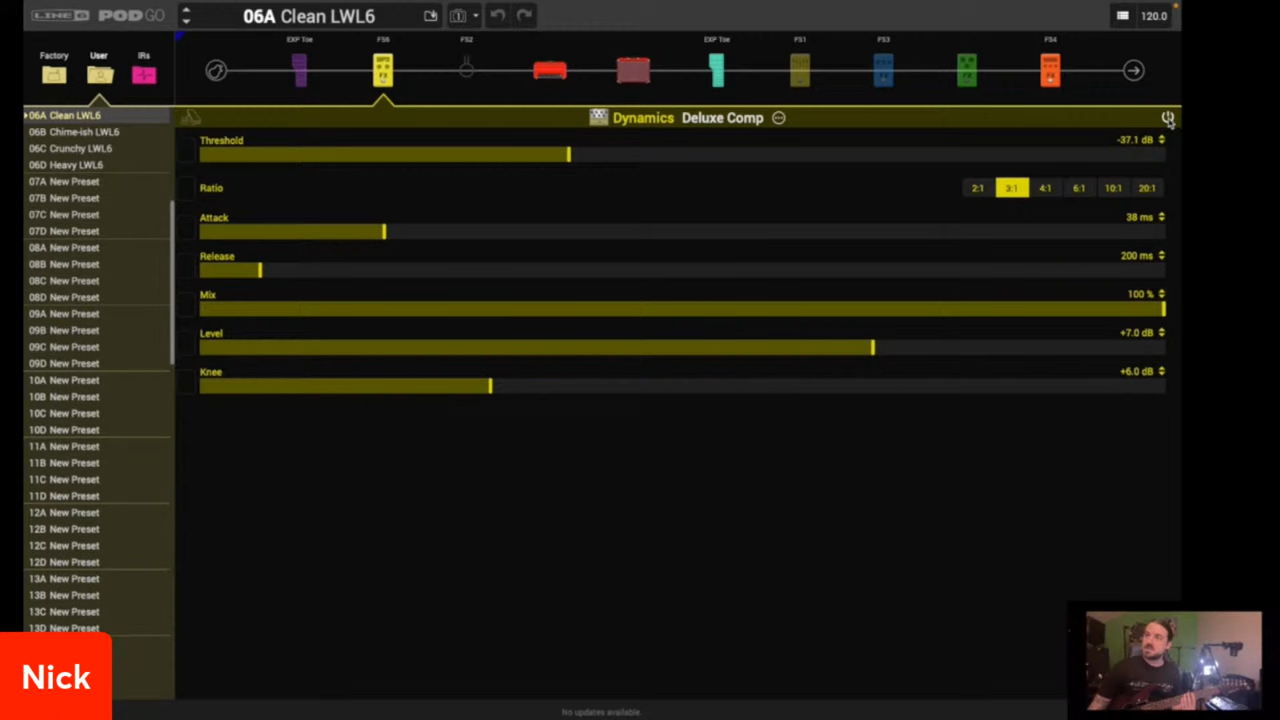 LINE 6 POD GO
06A Clean LWL6
1
120.0
Factory
User
IRs
EXP Toe
FS6
FS2
EXP Toe
FS1
FS3
FS4
Dynamics Deluxe Comp
06A Clean LWL6
06B Chime-ish LWL6
06C Crunchy LWL6
06D Heavy LWL6
07A New Preset
07B New Preset
07C New Preset
07D New Preset
08A New Preset
08B New Preset
08C New Preset
08D New Preset
09A New Preset
09B New Preset
09C New Preset
09D New Preset
10A New Preset
10B New Preset
10C New Preset
10D New Preset
11A New Preset
11B New Preset
11C New Preset
11D New Preset
12A New Preset
12B New Preset
12C New Preset
12D New Preset
13A New Preset
13B New Preset
13C New Preset
13D New Preset
Threshold -37.1 dB
Ratio 2:1 3:1 4:1 6:1 10:1 20:1
Attack 38 ms
Release 200 ms
Mix 100 %
Level +7.0 dB
Knee +6.0 dB
Nick
No updates available.